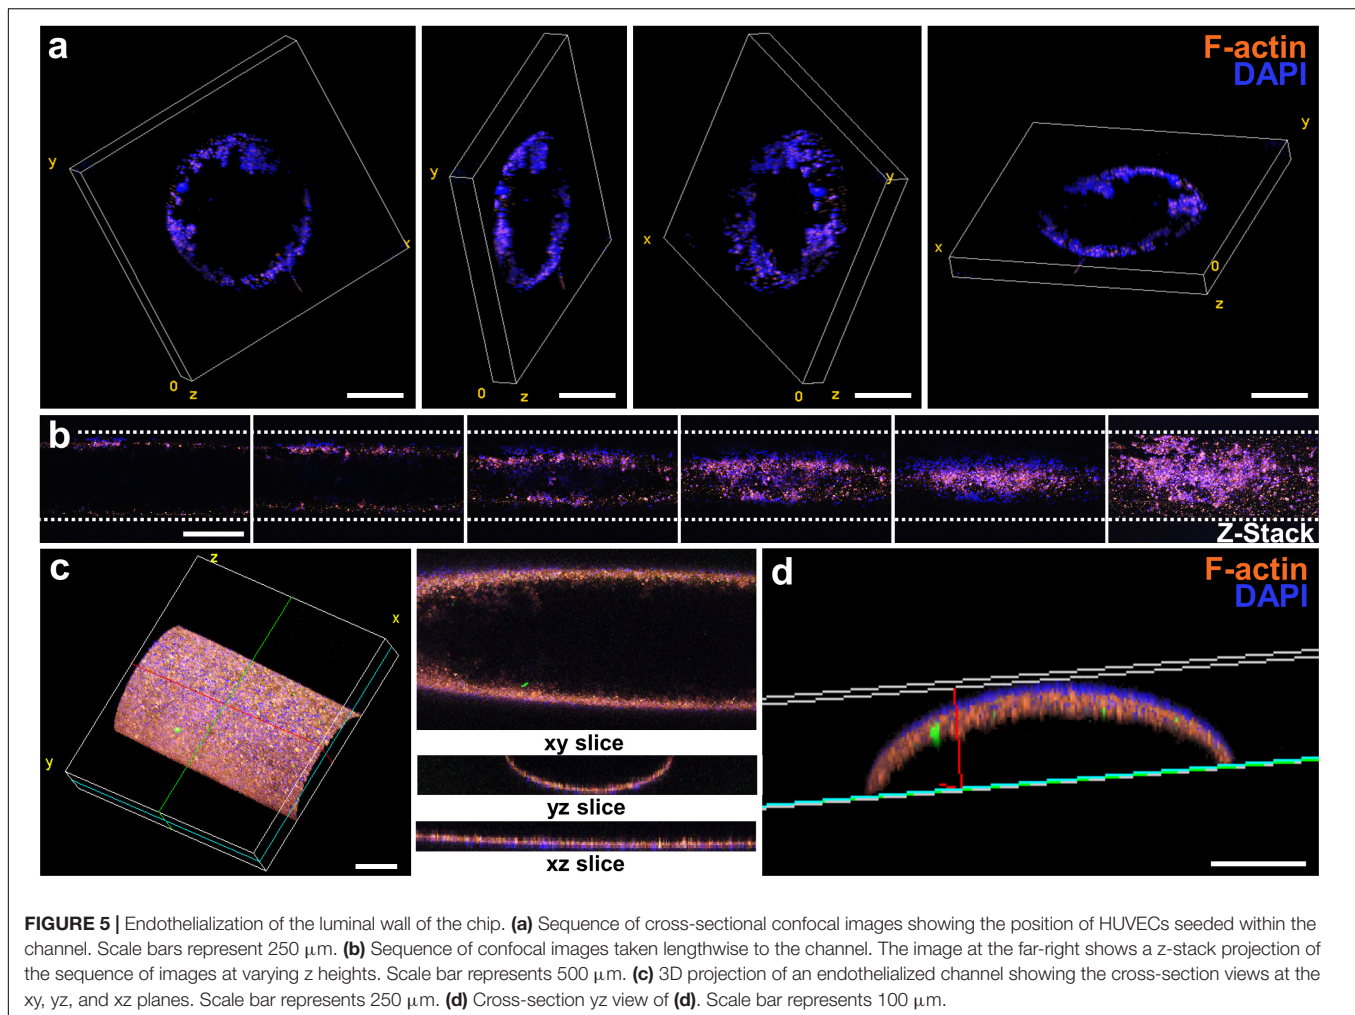 a
F-actin
DAPI
y
x
0
z
y
0
z
y
x
0
z
y
x
0
z
b
Z-Stack
c
z
x
y
xy slice
yz slice
xz slice
d
F-actin
DAPI
FIGURE 5 | Endothelialization of the luminal wall of the chip. (a) Sequence of cross-sectional confocal images showing the position of HUVECs seeded within the
channel. Scale bars represent 250 μm. (b) Sequence of confocal images taken lengthwise to the channel. The image at the far-right shows a z-stack projection of
the sequence of images at varying z heights. Scale bar represents 500 μm. (c) 3D projection of an endothelialized channel showing the cross-section views at the
xy, yz, and xz planes. Scale bar represents 250 μm. (d) Cross-section yz view of (d). Scale bar represents 100 μm.